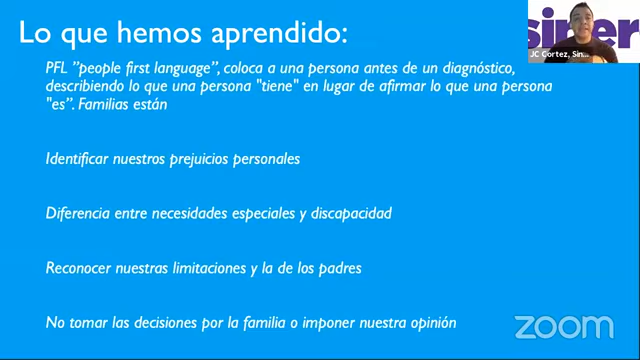 Lo que hemos aprendido:
PFL ”people first language”, coloca a una persona antes de un diagnóstico,
describiendo lo que una persona "tiene" en lugar de afirmar lo que una persona
"es”. Familias están
Identificar nuestros prejuicios personales
Diferencia entre necesidades especiales y discapacidad
Reconocer nuestras limitaciones y la de los padres
No tomar las decisiones por la familia o imponer nuestra opinión
JC Cortez, Sin...
zoom